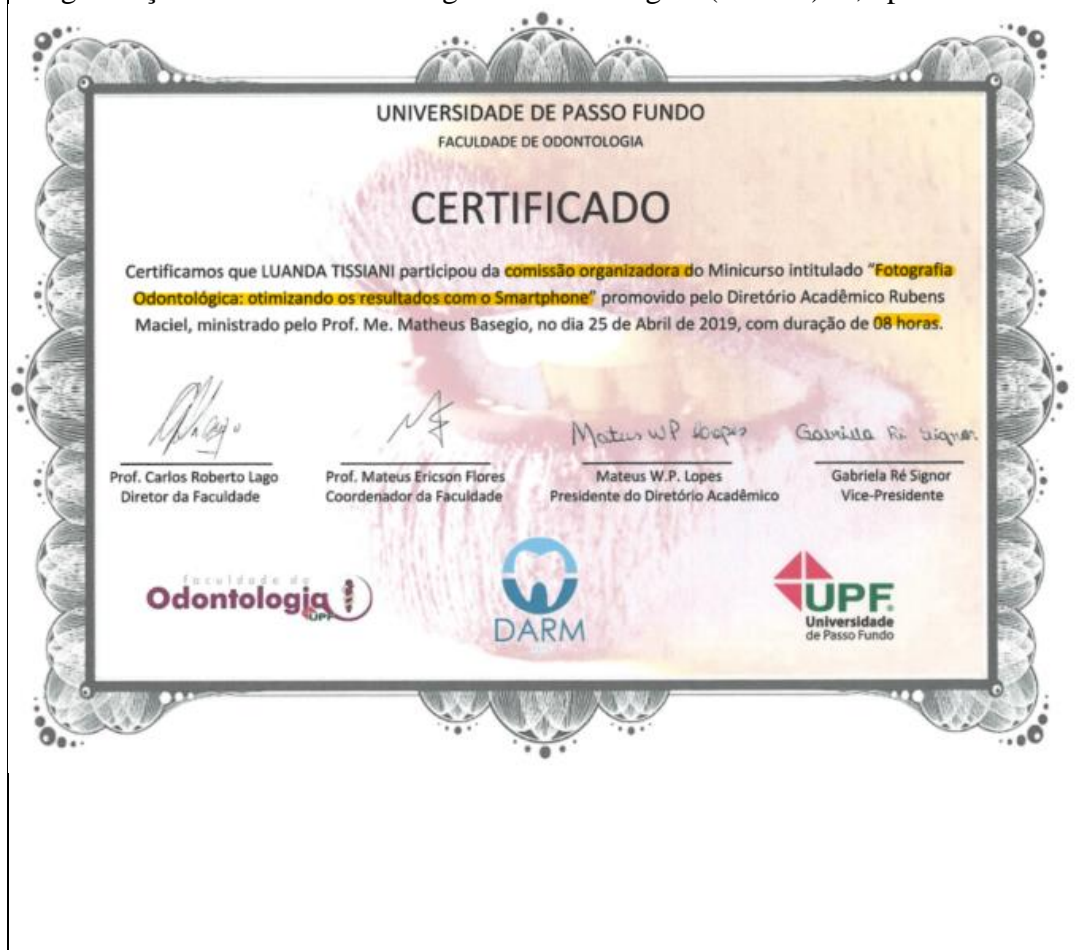 UNIVERSIDADE DE PASSO FUNDO
FACULDADE DE ODONTOLOGIA
CERTIFICADO
Certificamos que LUANDA TISSIANI participou da comissão organizadora do Minicurso intitulado “Fotografia
Odontológica: otimizando os resultados com o Smartphone” promovido pelo Diretório Acadêmico Rubens
Maciel, ministrado pelo Prof. Me. Matheus Basegio, no dia 25 de Abril de 2019, com duração de 08 horas.
Mateus WP Lopes Gabriela Ré Signor
Prof. Carlos Roberto Lago Prof. Mateus Ericson Flores Mateus W.P. Lopes Gabriela Ré Signor
Diretor da Faculdade Coordenador da Faculdade Presidente do Diretório Acadêmico Vice-Presidente
faculdade de
Odontologia
UPF
DARM
UPF
Universidade
de Passo Fundo